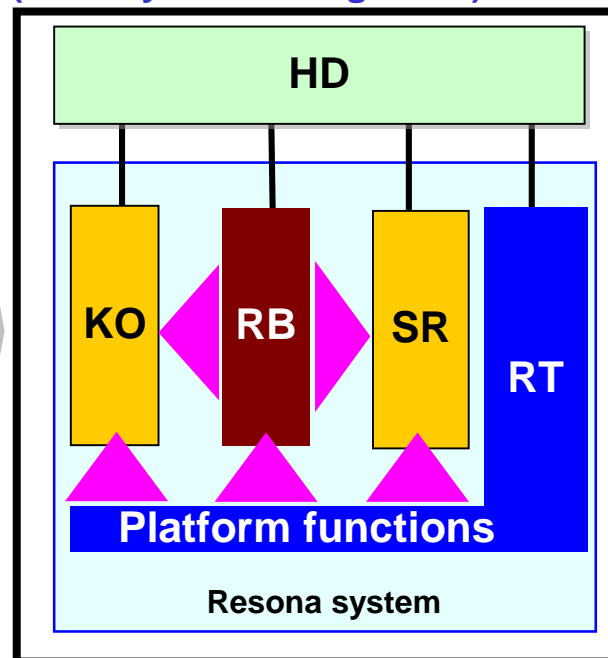 HD
KO
RB
SR
RT
Platform functions
Resona system